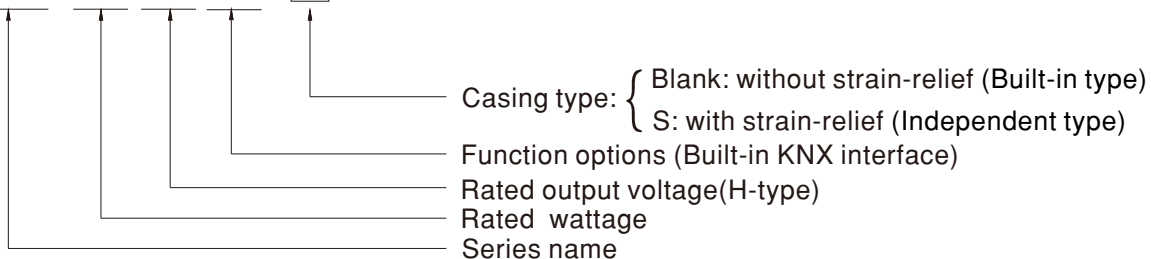 Casing type: { Blank: without strain-relief (Built-in type)
S: with strain-relief (Independent type)
Function options (Built-in KNX interface)
Rated output voltage(H-type)
Rated wattage
Series name